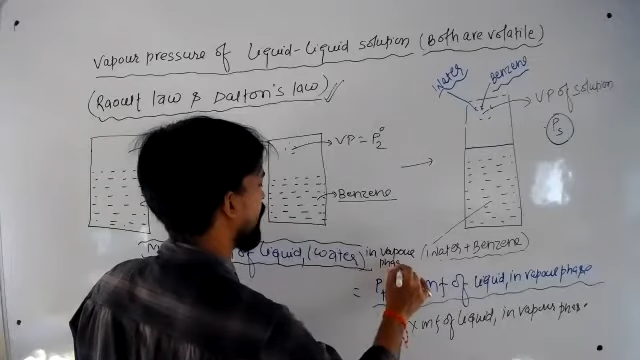 Vapour pressure of liquid-liquid solution (Both are volatile)
(Raoult law & Dalton's law)
Water
Benzene
VP of solution
Ps
VP = P2°
Benzene
(Water + Benzene)
of liquid, (water) in vapour
phase
= P mf of liquid, in vapour phase
x mf of liquid, in vapour phase